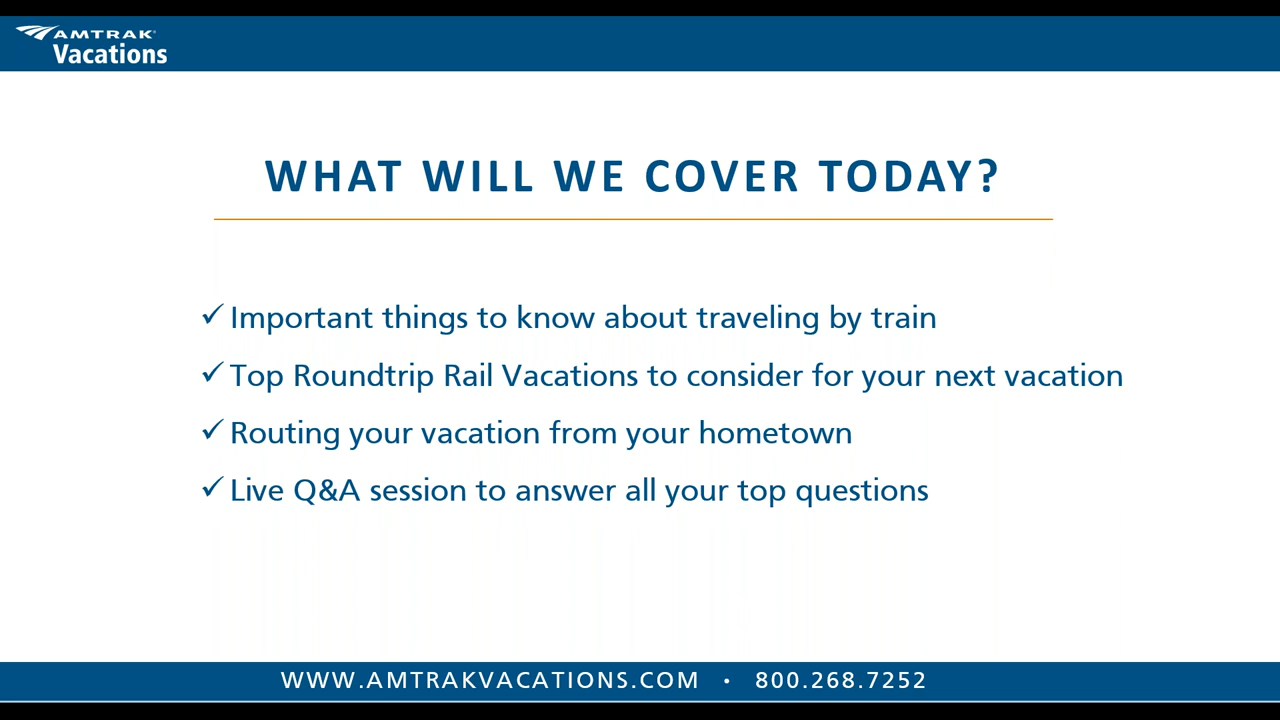 AMTRAK®
Vacations
WHAT WILL WE COVER TODAY?
✓ Important things to know about traveling by train
✓ Top Roundtrip Rail Vacations to consider for your next vacation
✓ Routing your vacation from your hometown
✓ Live Q&A session to answer all your top questions
WWW.AMTRAKVACATIONS.COM • 800.268.7252